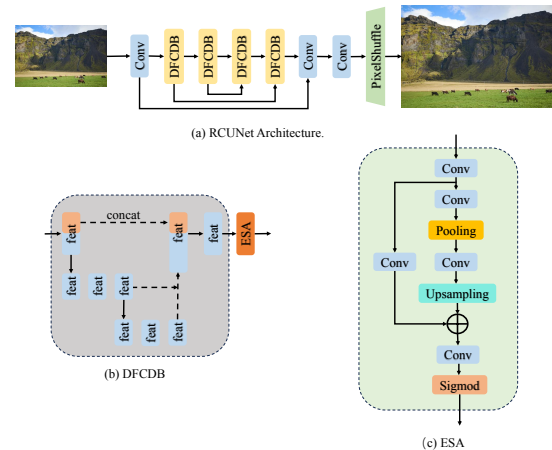 Conv
DFCDB
DFCDB
DFCDB
DFCDB
Conv
Conv
PixelShuffle
(a) RCUNet Architecture.
feat
concat
feat
feat
ESA
feat
feat
feat
feat
feat
feat
(b) DFCDB
Conv
Conv
Pooling
Conv
Conv
Upsampling
Conv
Sigmod
(c) ESA